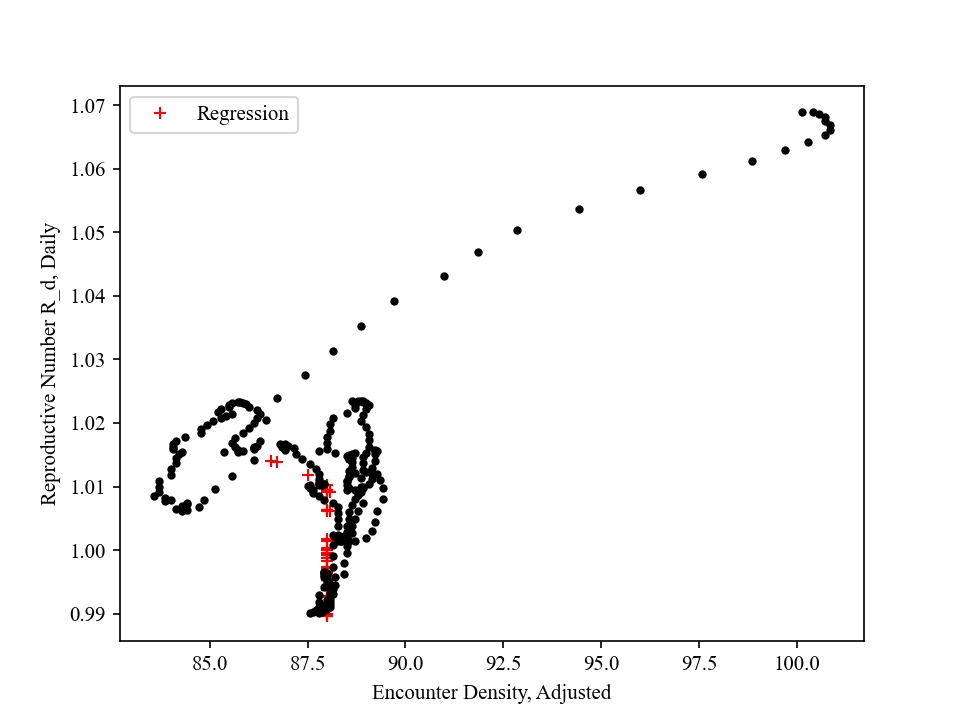 Regression
1.07
1.06
1.05
1.04
1.03
1.02
1.01
1.00
0.99
Reproductive Number R_d, Daily
85.0 87.5 90.0 92.5 95.0 97.5 100.0
Encounter Density, Adjusted